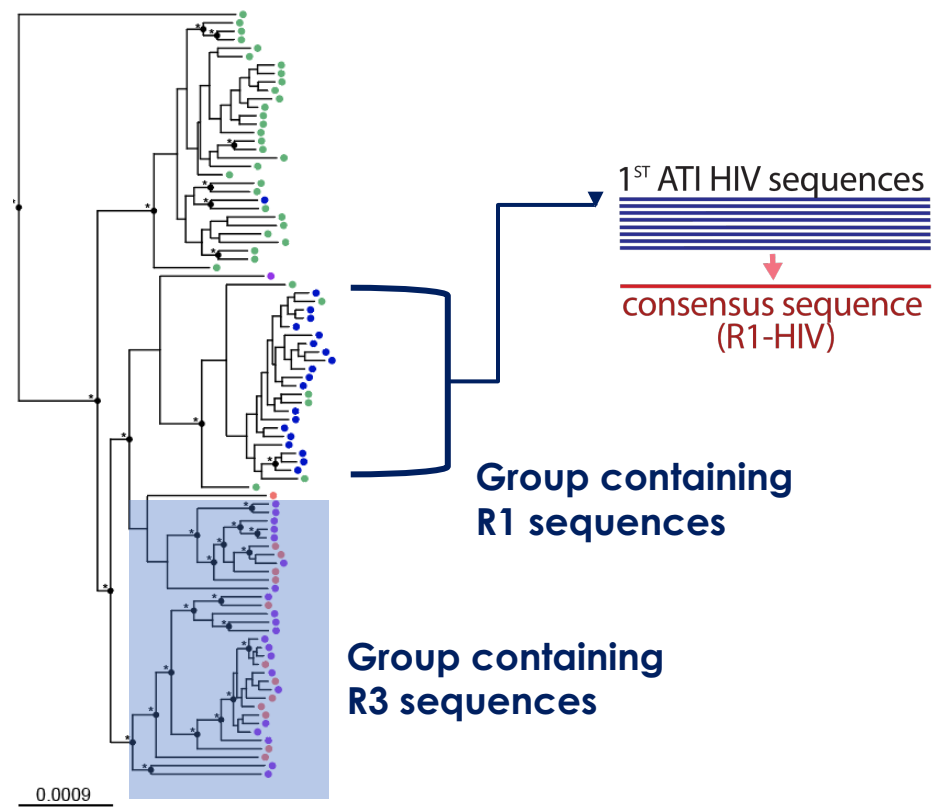 1ST ATI HIV sequences
consensus sequence
(R1-HIV)
Group containing
R1 sequences
Group containing
R3 sequences
0.0009